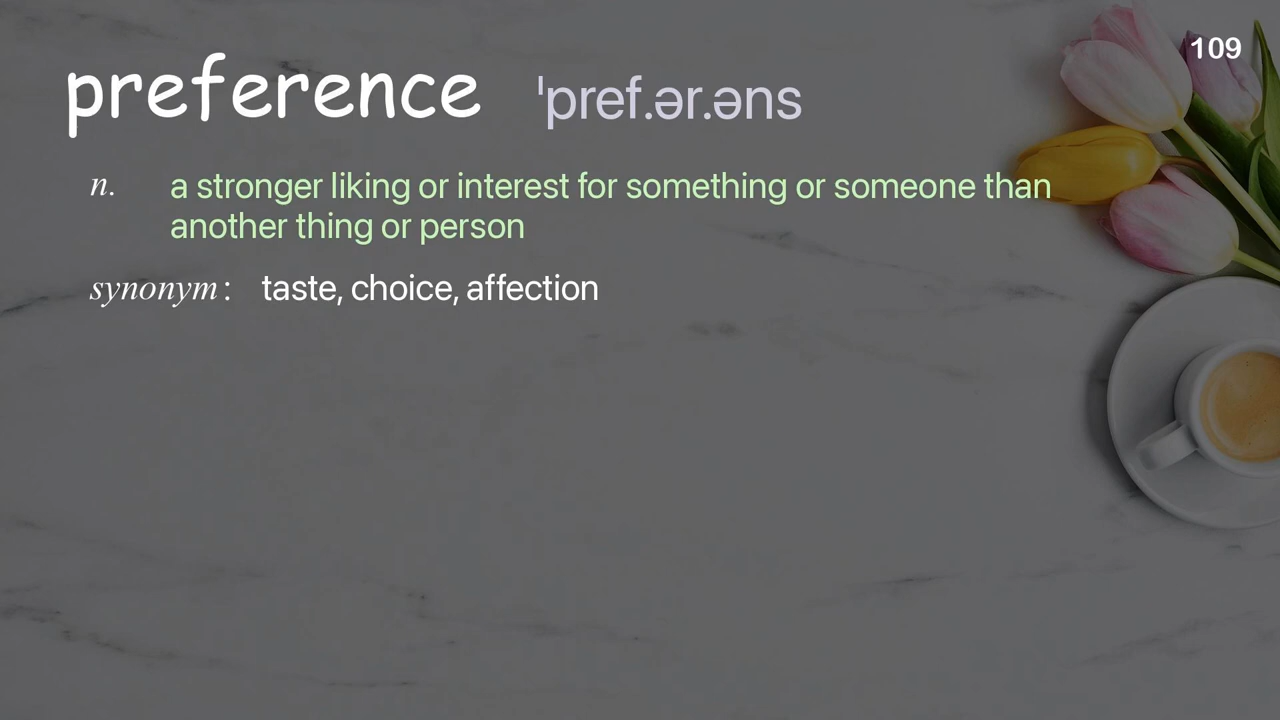 109
preference ˈpref.ər.əns
n. a stronger liking or interest for something or someone than
another thing or person
synonym: taste, choice, affection